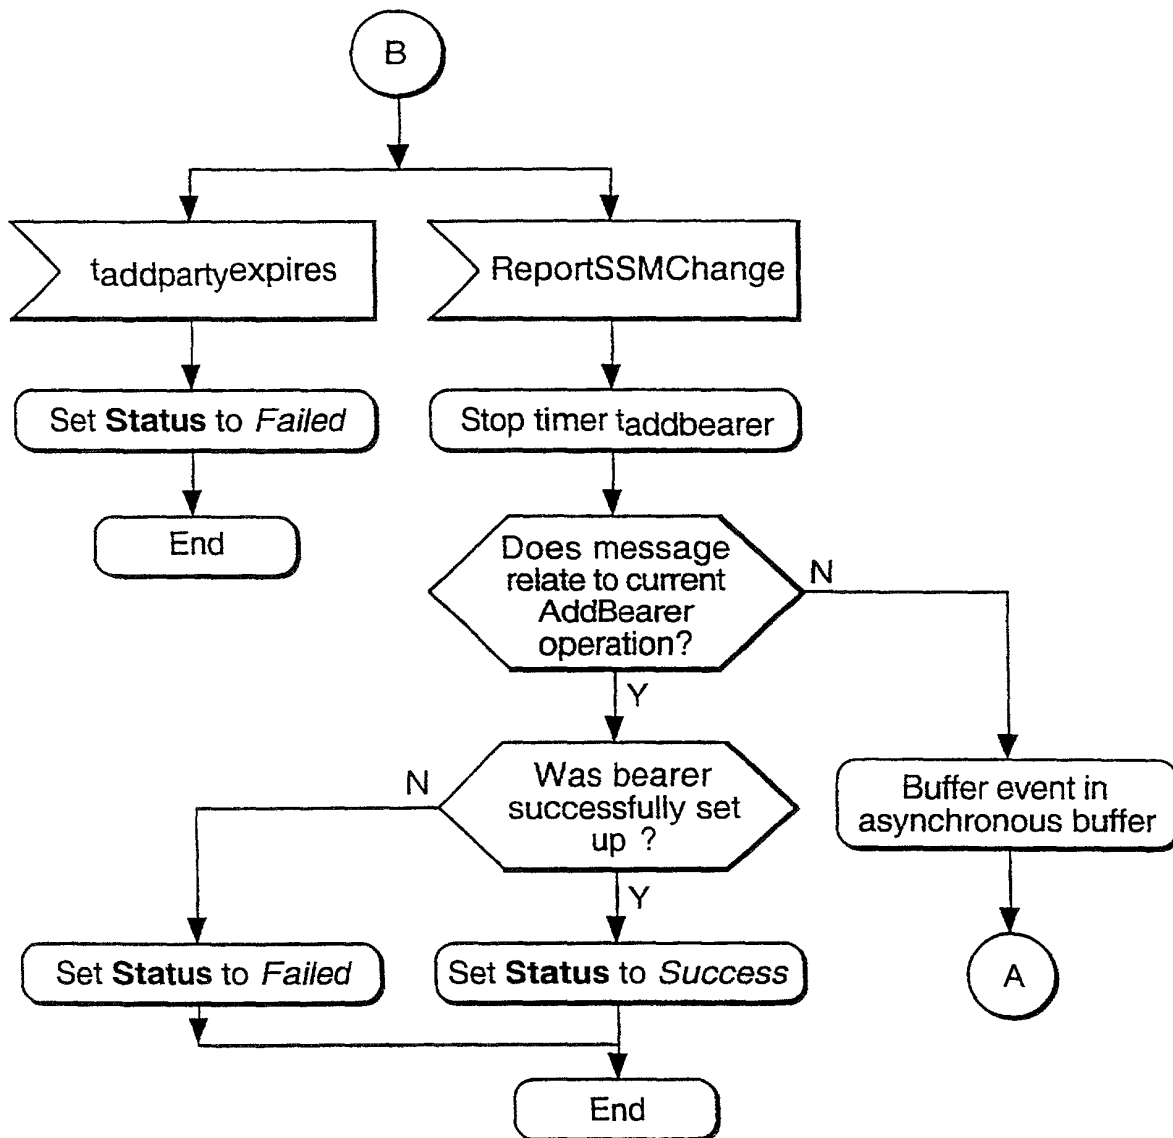 B
taddpartyexpires
ReportSSMChange
Set Status to Failed
Stop timer taddbearer
End
Does message
relate to current
AddBearer
operation?
N
Y
Was bearer
successfully set
up ?
N
Y
Buffer event in
asynchronous buffer
Set Status to Failed
Set Status to Success
A
End